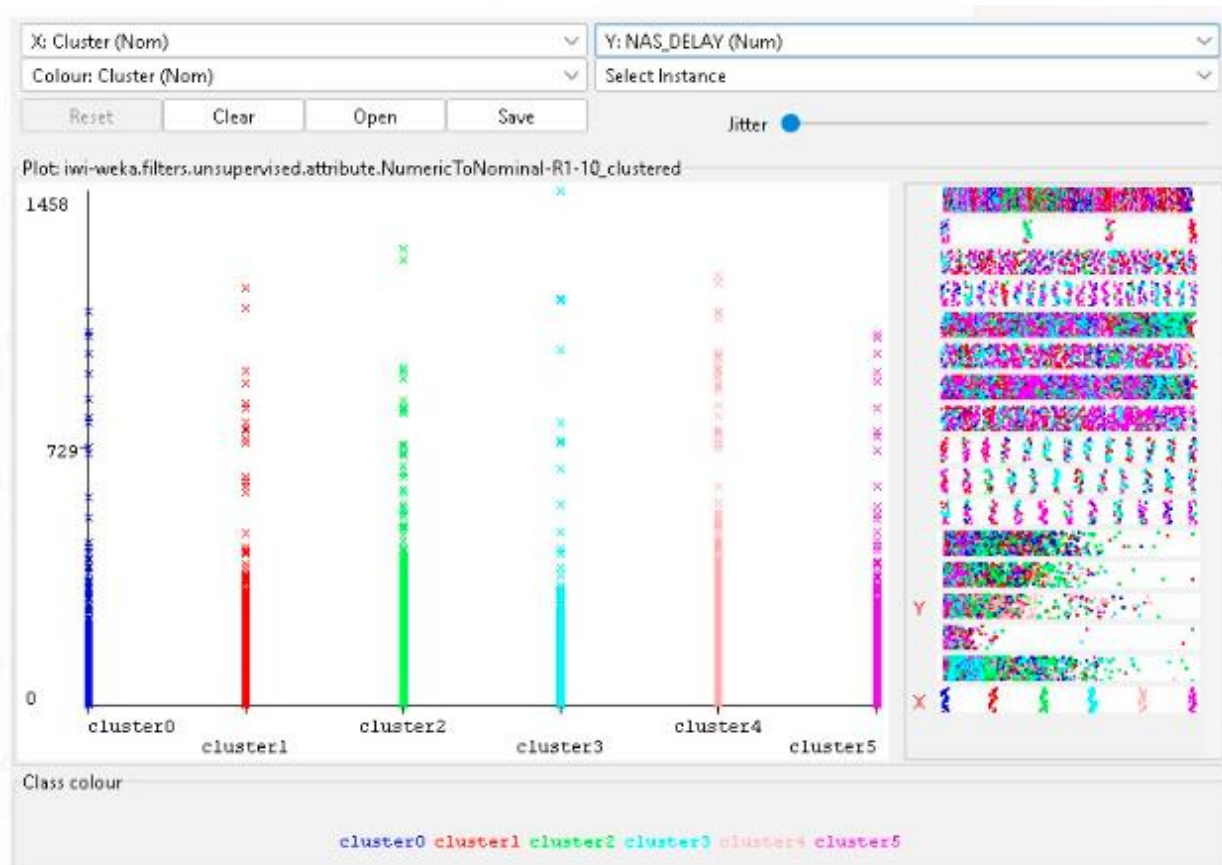 X: Cluster (Nom)
Y: NAS_DELAY (Num)
Colour: Cluster (Nom)
Select Instance
Reset Clear Open Save
Jitter
Plot: iwi-weka.filters.unsupervised.attribute.NumericToNominal-R1-10_clustered
1458
729
0
cluster0 cluster1 cluster2 cluster3 cluster4 cluster5
Y
X
Class colour
cluster0 cluster1 cluster2 cluster3 cluster4 cluster5